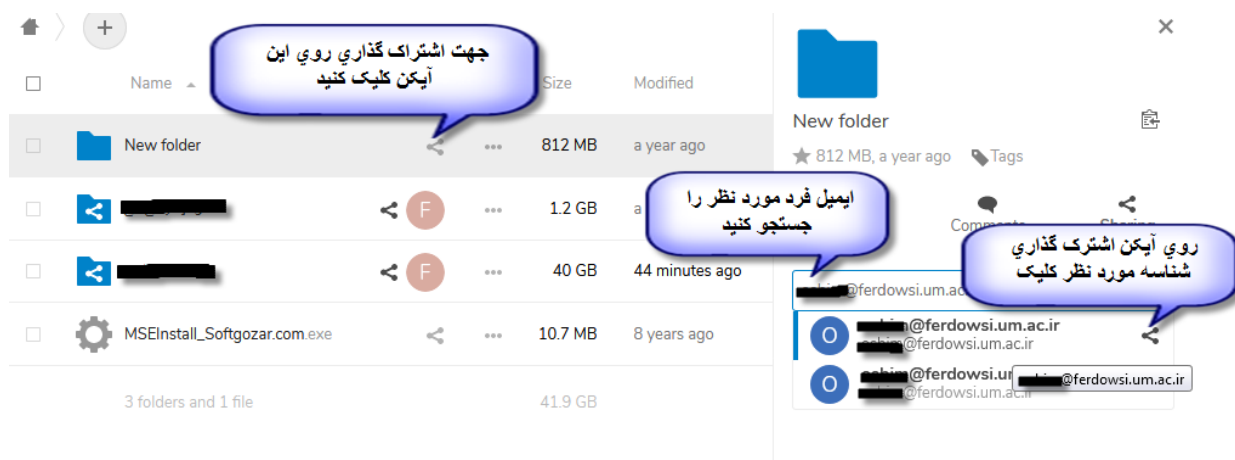 +
جهت اشتراک گذاري روي اين
آيکن کليک کنيد
Name
Size
Modified
New folder
812 MB
a year ago
F
1.2 GB
a
F
40 GB
44 minutes ago
MSEInstall_Softgozar.com.exe
10.7 MB
8 years ago
3 folders and 1 file
41.9 GB
New folder
812 MB, a year ago
Tags
ايميل فرد مورد نظر را
جستجو کنيد
Comments
Sharing
روي آيکن اشترک گذاري
شناسه مورد نظر کليک
@ferdowsi.um.ac
O
@ferdowsi.um.ac.ir
@ferdowsi.um.ac.ir
O
@ferdowsi.ur
@ferdowsi.um.ac.ir
@ferdowsi.um.ac.ir